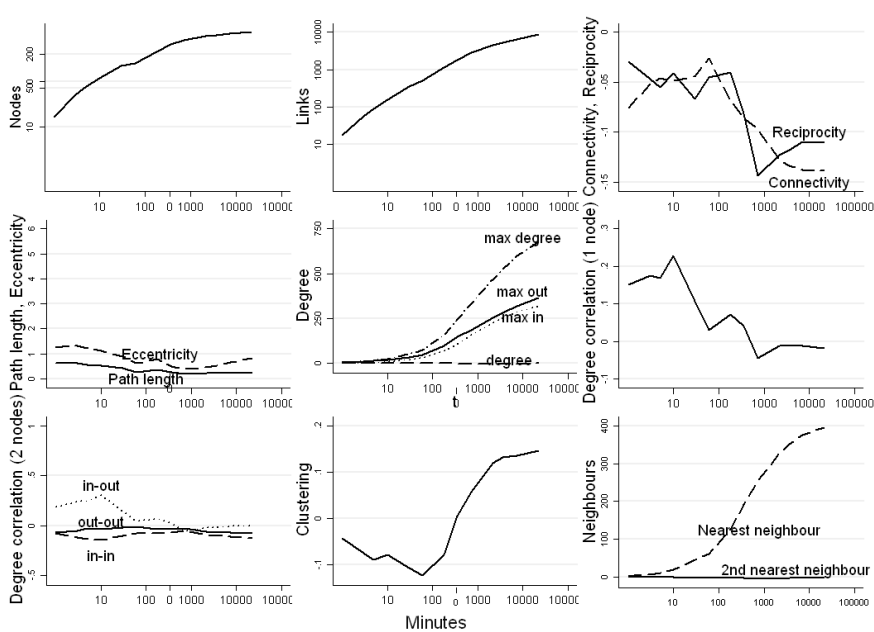 Nodes
200
500
10
10 100 0 1000 10000
Links
10000
1000
100
10
10 100 0 1000 10000
Connectivity, Reciprocity
0
-.05
-.1
-.15
Reciprocity
Connectivity
10 100 1000 10000 100000
Path length, Eccentricity
6
5
4
3
2
1
0
Eccentricity
Path length
0
10 100 1000 10000
Degree
750
500
250
0
max degree
max out
max in
degree
10 100 1000 10000
t
Degree correlation (1 node)
.3
.2
.1
0
-.1
10 100 1000 10000 100000
Degree correlation (2 nodes)
1
.5
0
-.5
in-out
out-out
in-in
10 100 0 1000 10000
Clustering
.2
.1
0
-.1
10 100 0 1000 10000
Neighbours
400
300
200
100
0
Nearest neighbour
2nd nearest neighbour
10 100 1000 10000 100000
Minutes